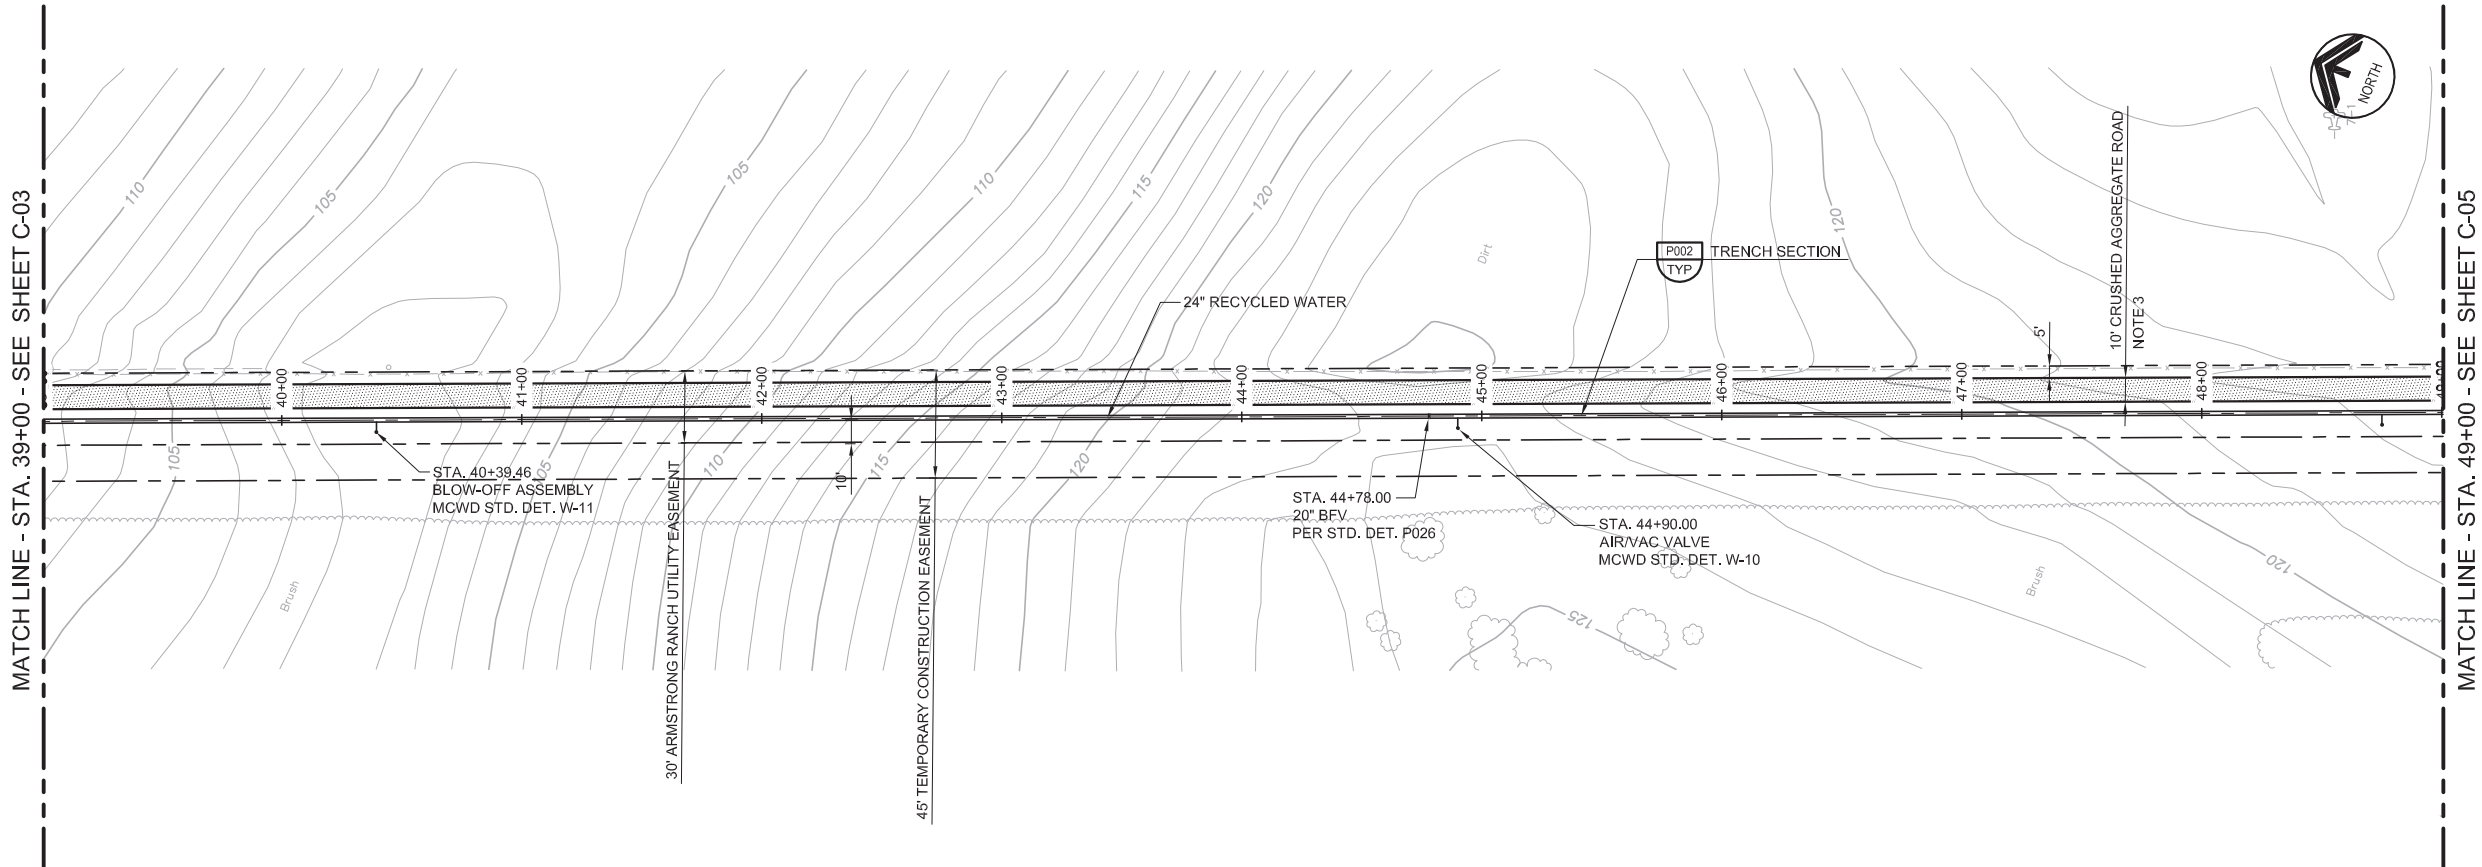 MATCH LINE - STA. 39+00 - SEE SHEET C-03
MATCH LINE - STA. 49+00 - SEE SHEET C-05
NORTH
110
105
105
110
115
120
120
Dirt
P002
TYP
TRENCH SECTION
24" RECYCLED WATER
10' CRUSHED AGGREGATE ROAD
NOTE 3
5'
40+00
41+00
42+00
43+00
44+00
45+00
46+00
47+00
48+00
49+00
105
105
110
115
120
125
120
10'
STA. 40+39.46
BLOW-OFF ASSEMBLY
MCWD STD. DET. W-11
30' ARMSTRONG RANCH UTILITY EASEMENT
45' TEMPORARY CONSTRUCTION EASEMENT
STA. 44+78.00
20" BFV
PER STD. DET. P026
STA. 44+90.00
AIR/VAC VALVE
MCWD STD. DET. W-10
Brush
Brush